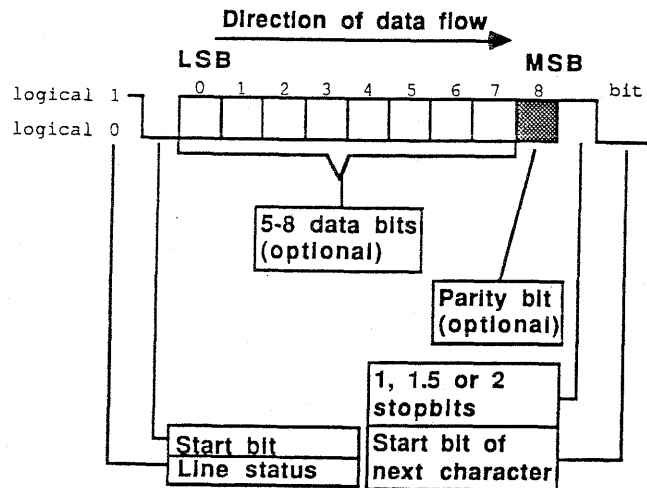 Direction of data flow
LSB MSB
0 1 2 3 4 5 6 7 8 bit
logical 1
logical 0
5-8 data bits
(optional)
Parity bit
(optional)
1, 1.5 or 2
stopbits
Start bit
Line status
Start bit of
next character